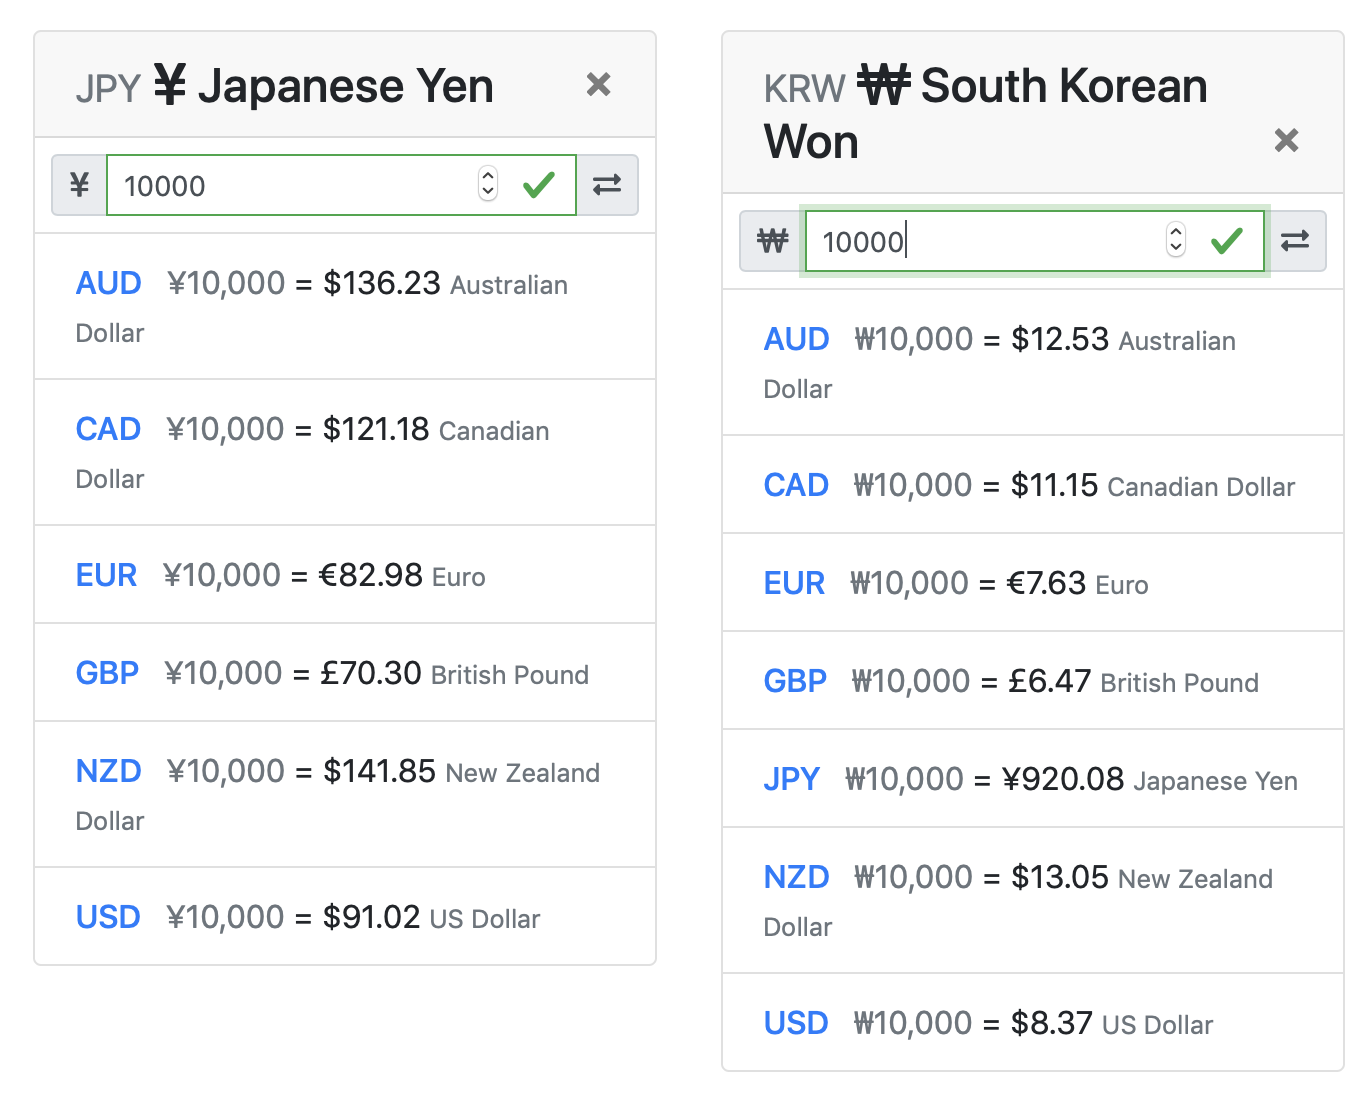 JPY ¥ Japanese Yen ×
¥ 10000
AUD ¥10,000 = $136.23 Australian
Dollar
CAD ¥10,000 = $121.18 Canadian
Dollar
EUR ¥10,000 = €82.98 Euro
GBP ¥10,000 = £70.30 British Pound
NZD ¥10,000 = $141.85 New Zealand
Dollar
USD ¥10,000 = $91.02 US Dollar
KRW ₩ South Korean
Won ×
₩ 10000
AUD ₩10,000 = $12.53 Australian
Dollar
CAD ₩10,000 = $11.15 Canadian Dollar
EUR ₩10,000 = €7.63 Euro
GBP ₩10,000 = £6.47 British Pound
JPY ₩10,000 = ¥920.08 Japanese Yen
NZD ₩10,000 = $13.05 New Zealand
Dollar
USD ₩10,000 = $8.37 US Dollar